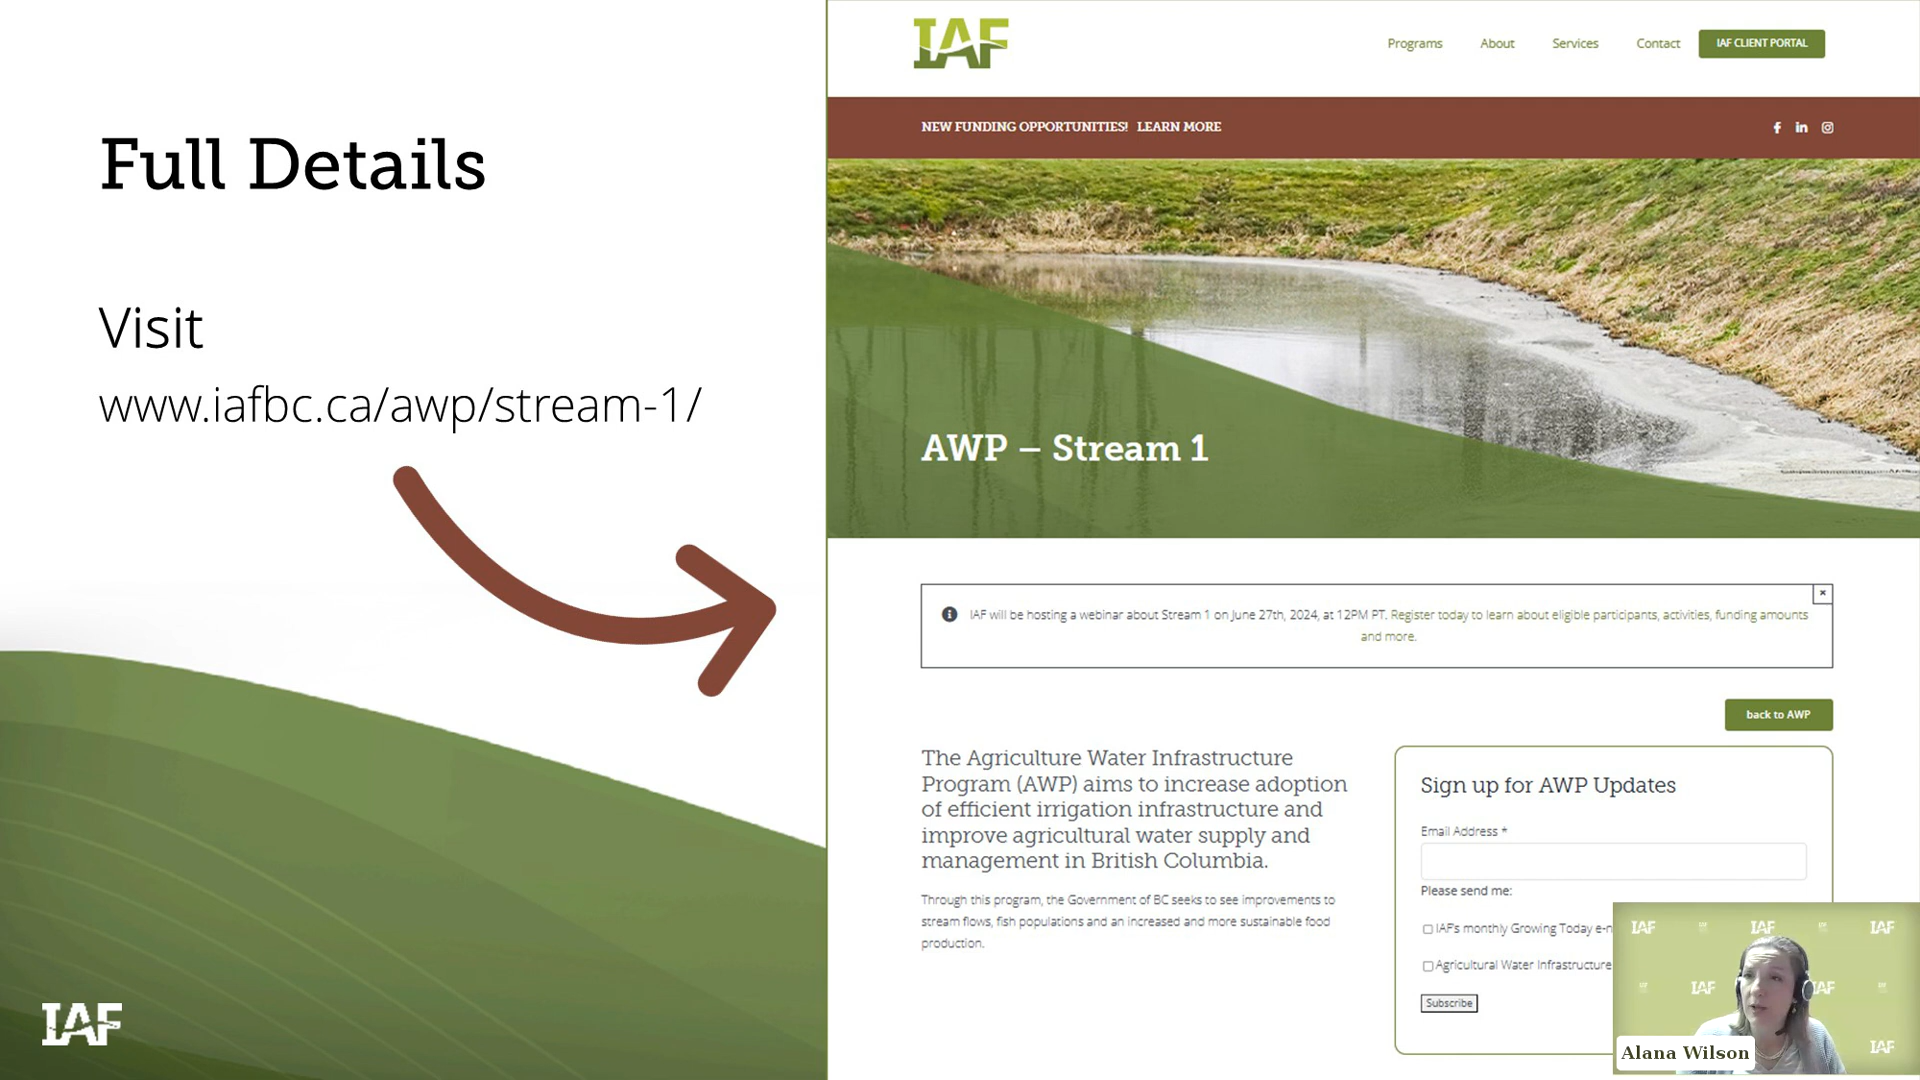 Full Details
Visit
www.iafbc.ca/awp/stream-1/
IAF
IAF
Programs
About
Services
Contact
IAF CLIENT PORTAL
NEW FUNDING OPPORTUNITIES! LEARN MORE
AWP – Stream 1
IAF will be hosting a webinar about Stream 1 on June 27th, 2024, at 12PM PT. Register today to learn about eligible participants, activities, funding amounts
and more.
back to AWP
The Agriculture Water Infrastructure
Program (AWP) aims to increase adoption
of efficient irrigation infrastructure and
improve agricultural water supply and
management in British Columbia.
Through this program, the Government of BC seeks to see improvements to
stream flows, fish populations and an increased and more sustainable food
production.
Sign up for AWP Updates
Email Address *
Please send me:
IAF's monthly Growing Today e-n
Agricultural Water Infrastructure
Subscribe
IAF
IAF
IAF
IAF
IAF
IAF
Alana Wilson